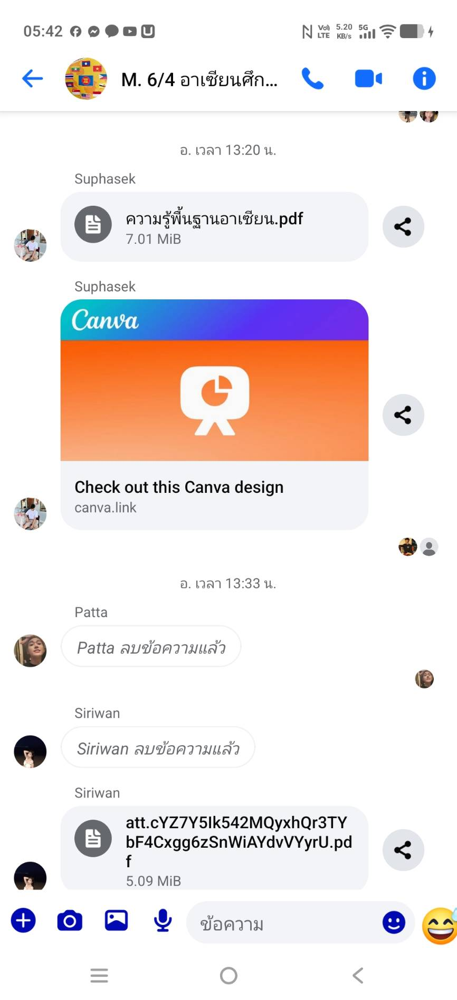 05:42
Vo) 5.20 5G
LTE KB/s
M. 6/4 อาเซียนศึก...
อ. เวลา 13:20 น.
Suphasek
ความรู้พื้นฐานอาเซียน.pdf
7.01 MiB
Suphasek
Canva
Check out this Canva design
canva.link
อ. เวลา 13:33 น.
Patta
Patta ลบข้อความแล้ว
Siriwan
Siriwan ลบข้อความแล้ว
Siriwan
att.cYZ7Y5Ik542MQyxhQr3TY
bF4Cxgg6zSnWiAYdvVYyrU.pd
f
5.09 MiB
ข้อความ